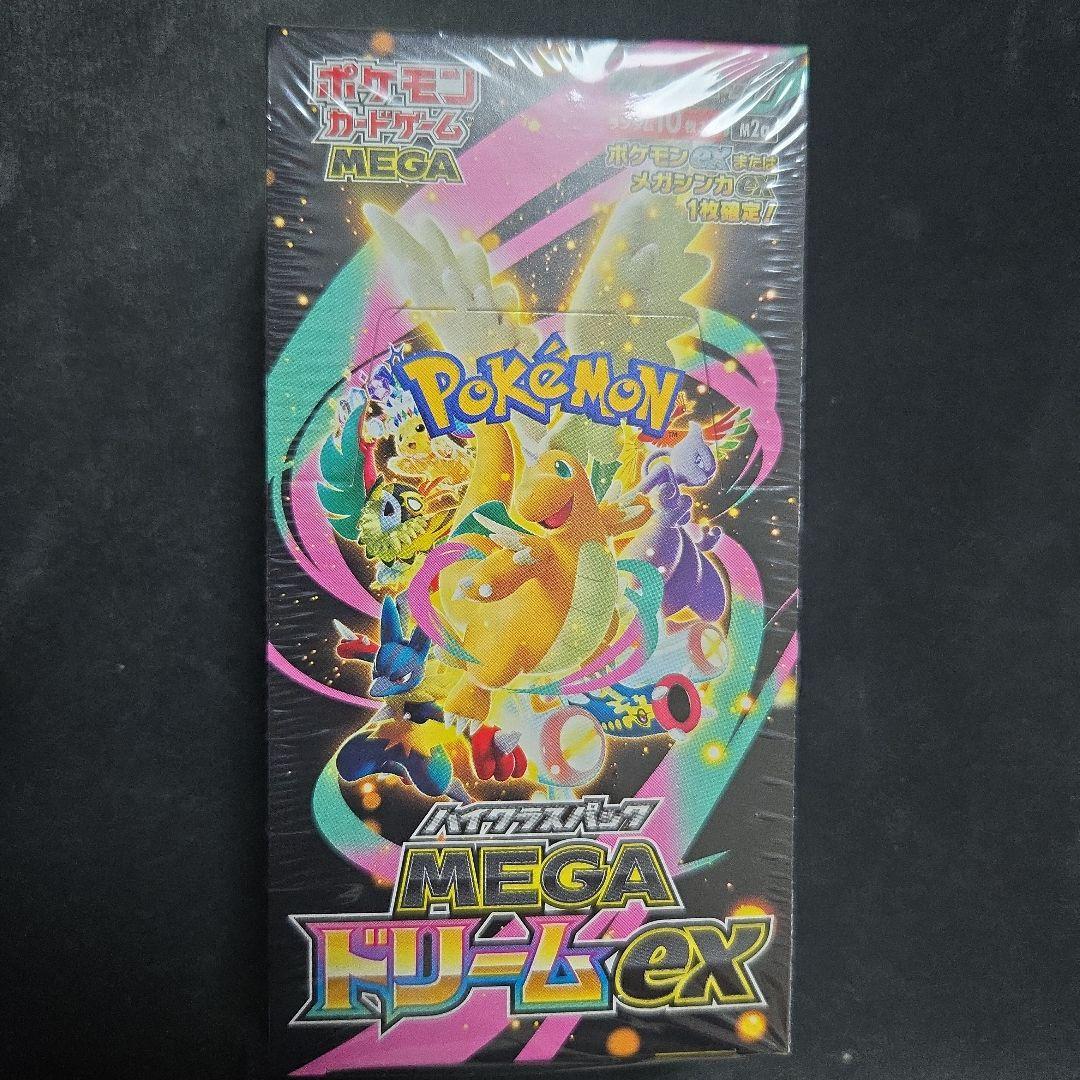 ポケモン
カードゲーム
MEGA
10
ポケモンexまたは
メガシンカex
1枚確定!
POKéMON
TM
ハイクラスパック
MEGA
ドリームex